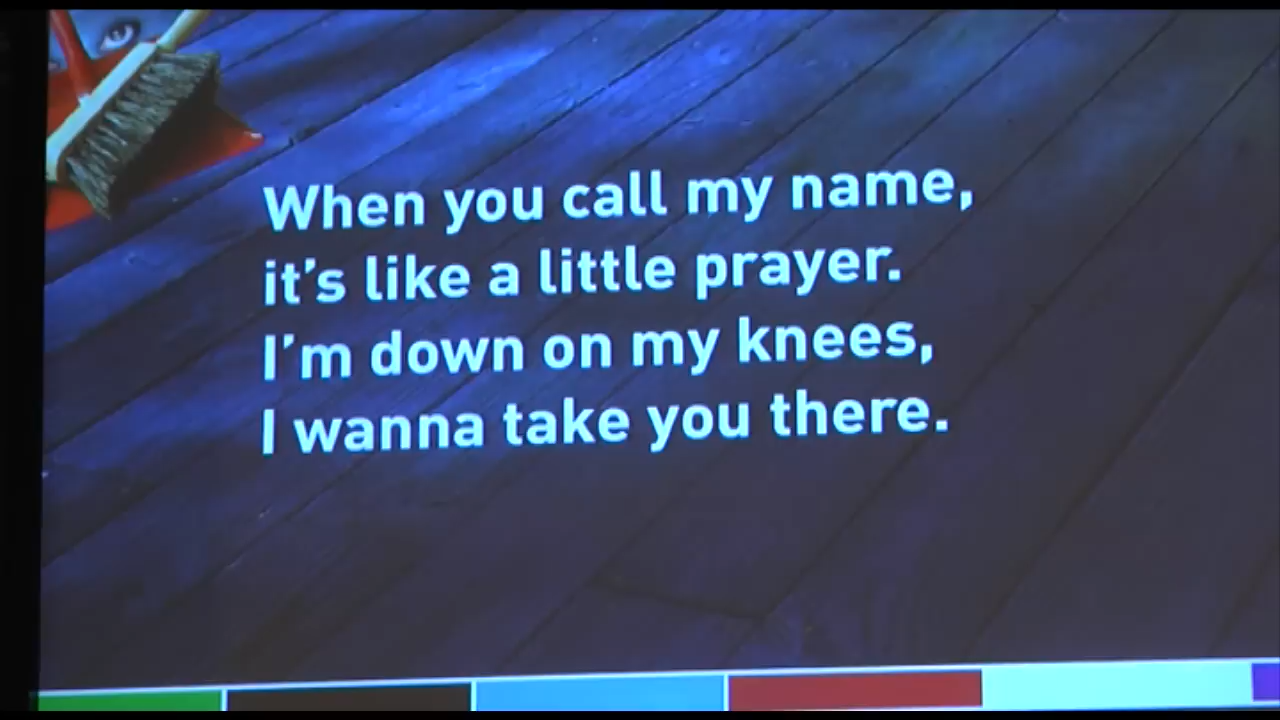 When you call my name,
it's like a little prayer.
I'm down on my knees,
I wanna take you there.